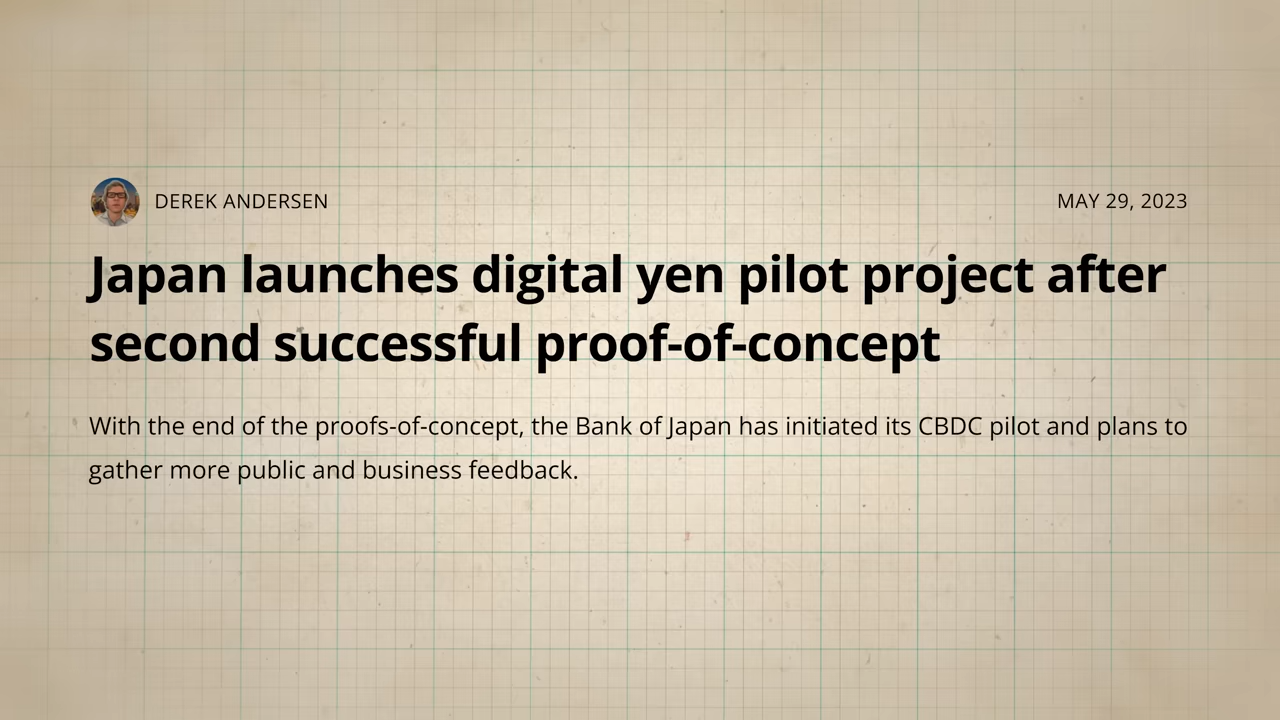 DEREK ANDERSEN
MAY 29, 2023
Japan launches digital yen pilot project after
second successful proof-of-concept
With the end of the proofs-of-concept, the Bank of Japan has initiated its CBDC pilot and plans to
gather more public and business feedback.